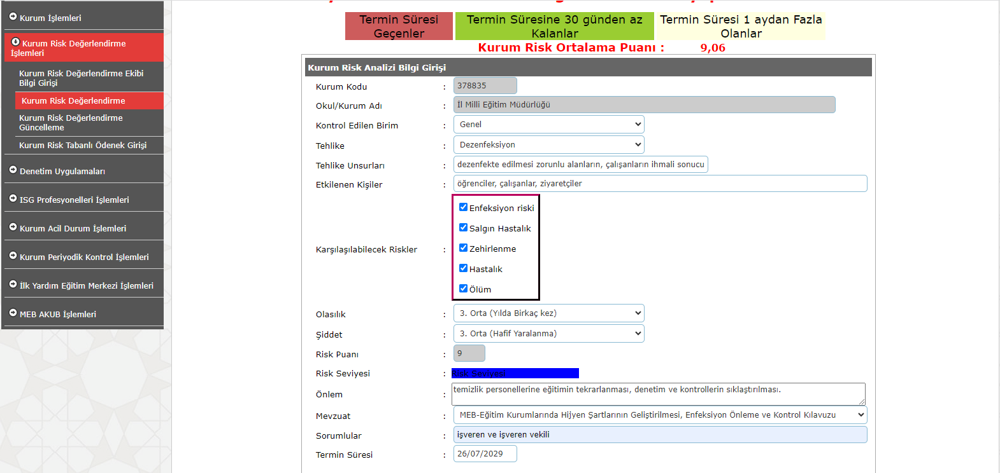 Kurum İşlemleri
Kurum Risk Değerlendirme
İşlemleri
Kurum Risk Değerlendirme Ekibi
Bilgi Girişi
Kurum Risk Değerlendirme
Kurum Risk Değerlendirme
Güncelleme
Kurum Risk Tabanlı Ödenek Girişi
Denetim Uygulamaları
ISG Profesyonelleri İşlemleri
Kurum Acil Durum İşlemleri
Kurum Periyodik Kontrol İşlemleri
İlk Yardım Eğitim Merkezi İşlemleri
MEB AKUB İşlemleri
Termin Süresi
Geçenler
Termin Süresine 30 günden az
Kalanlar
Termin Süresi 1 aydan Fazla
Olanlar
Kurum Risk Ortalama Puanı : 9,06
Kurum Risk Analizi Bilgi Girişi
Kurum Kodu : 378835
Okul/Kurum Adı : İl Milli Eğitim Müdürlüğü
Kontrol Edilen Birim : Genel
Tehlike : Dezenfeksiyon
Tehlike Unsurları : dezenfekte edilmesi zorunlu alanların, çalışanların ihmali sonucu
Etkilenen Kişiler : öğrenciler, çalışanlar, ziyaretçiler
Karşılaşılabilecek Riskler :
Enfeksiyon riski
Salgın Hastalık
Zehirlenme
Hastalık
Ölüm
Olasılık : 3. Orta (Yılda Birkaç kez)
Şiddet : 3. Orta (Hafif Yaralanma)
Risk Puanı : 9
Risk Seviyesi : Risk Seviyesi
Önlem : temizlik personellerine eğitimin tekrarlanması, denetim ve kontrollerin sıklaştırılması.
Mevzuat : MEB-Eğitim Kurumlarında Hijyen Şartlarının Geliştirilmesi, Enfeksiyon Önleme ve Kontrol Kılavuzu
Sorumlular : işveren ve işveren vekili
Termin Süresi : 26/07/2029